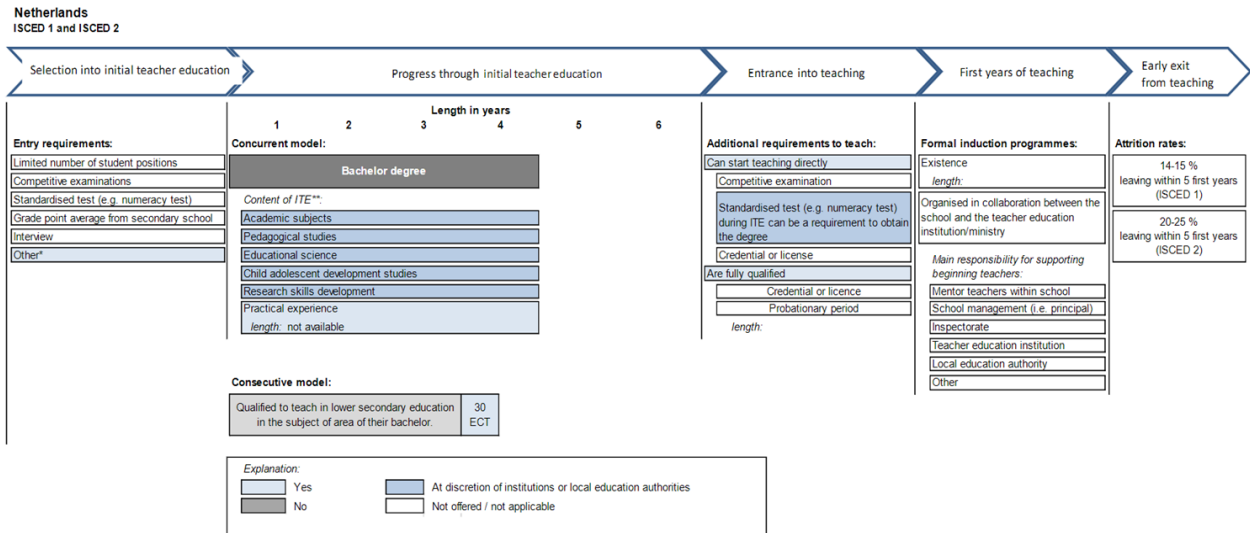 Netherlands
ISCED 1 and ISCED 2
Selection into initial teacher education
Progress through initial teacher education
Entrance into teaching
First years of teaching
Early exit
from teaching
Length in years
1 2 3 4 5 6
Entry requirements:
Limited number of student positions
Competitive examinations
Standardised test (e.g. numeracy test)
Grade point average from secondary school
Interview
Other*
Concurrent model:
Bachelor degree
Content of ITE**:
Academic subjects
Pedagogical studies
Educational science
Child adolescent development studies
Research skills development
Practical experience
length: not available
Consecutive model:
Qualified to teach in lower secondary education
in the subject of area of their bachelor.
30
ECT
Additional requirements to teach:
Can start teaching directly
Competitive examination
Standardised test (e.g. numeracy test)
during ITE can be a requirement to obtain
the degree
Credential or license
Are fully qualified
Credential or licence
Probationary period
length:
Formal induction programmes:
Existence
length:
Organised in collaboration between the
school and the teacher education
institution/ministry
Main responsibility for supporting
beginning teachers:
Mentor teachers within school
School management (i.e. principal)
Inspectorate
Teacher education institution
Local education authority
Other
Attrition rates:
14-15 %
leaving within 5 first years
(ISCED 1)
20-25 %
leaving within 5 first years
(ISCED 2)
Explanation:
Yes
At discretion of institutions or local education authorities
No
Not offered / not applicable